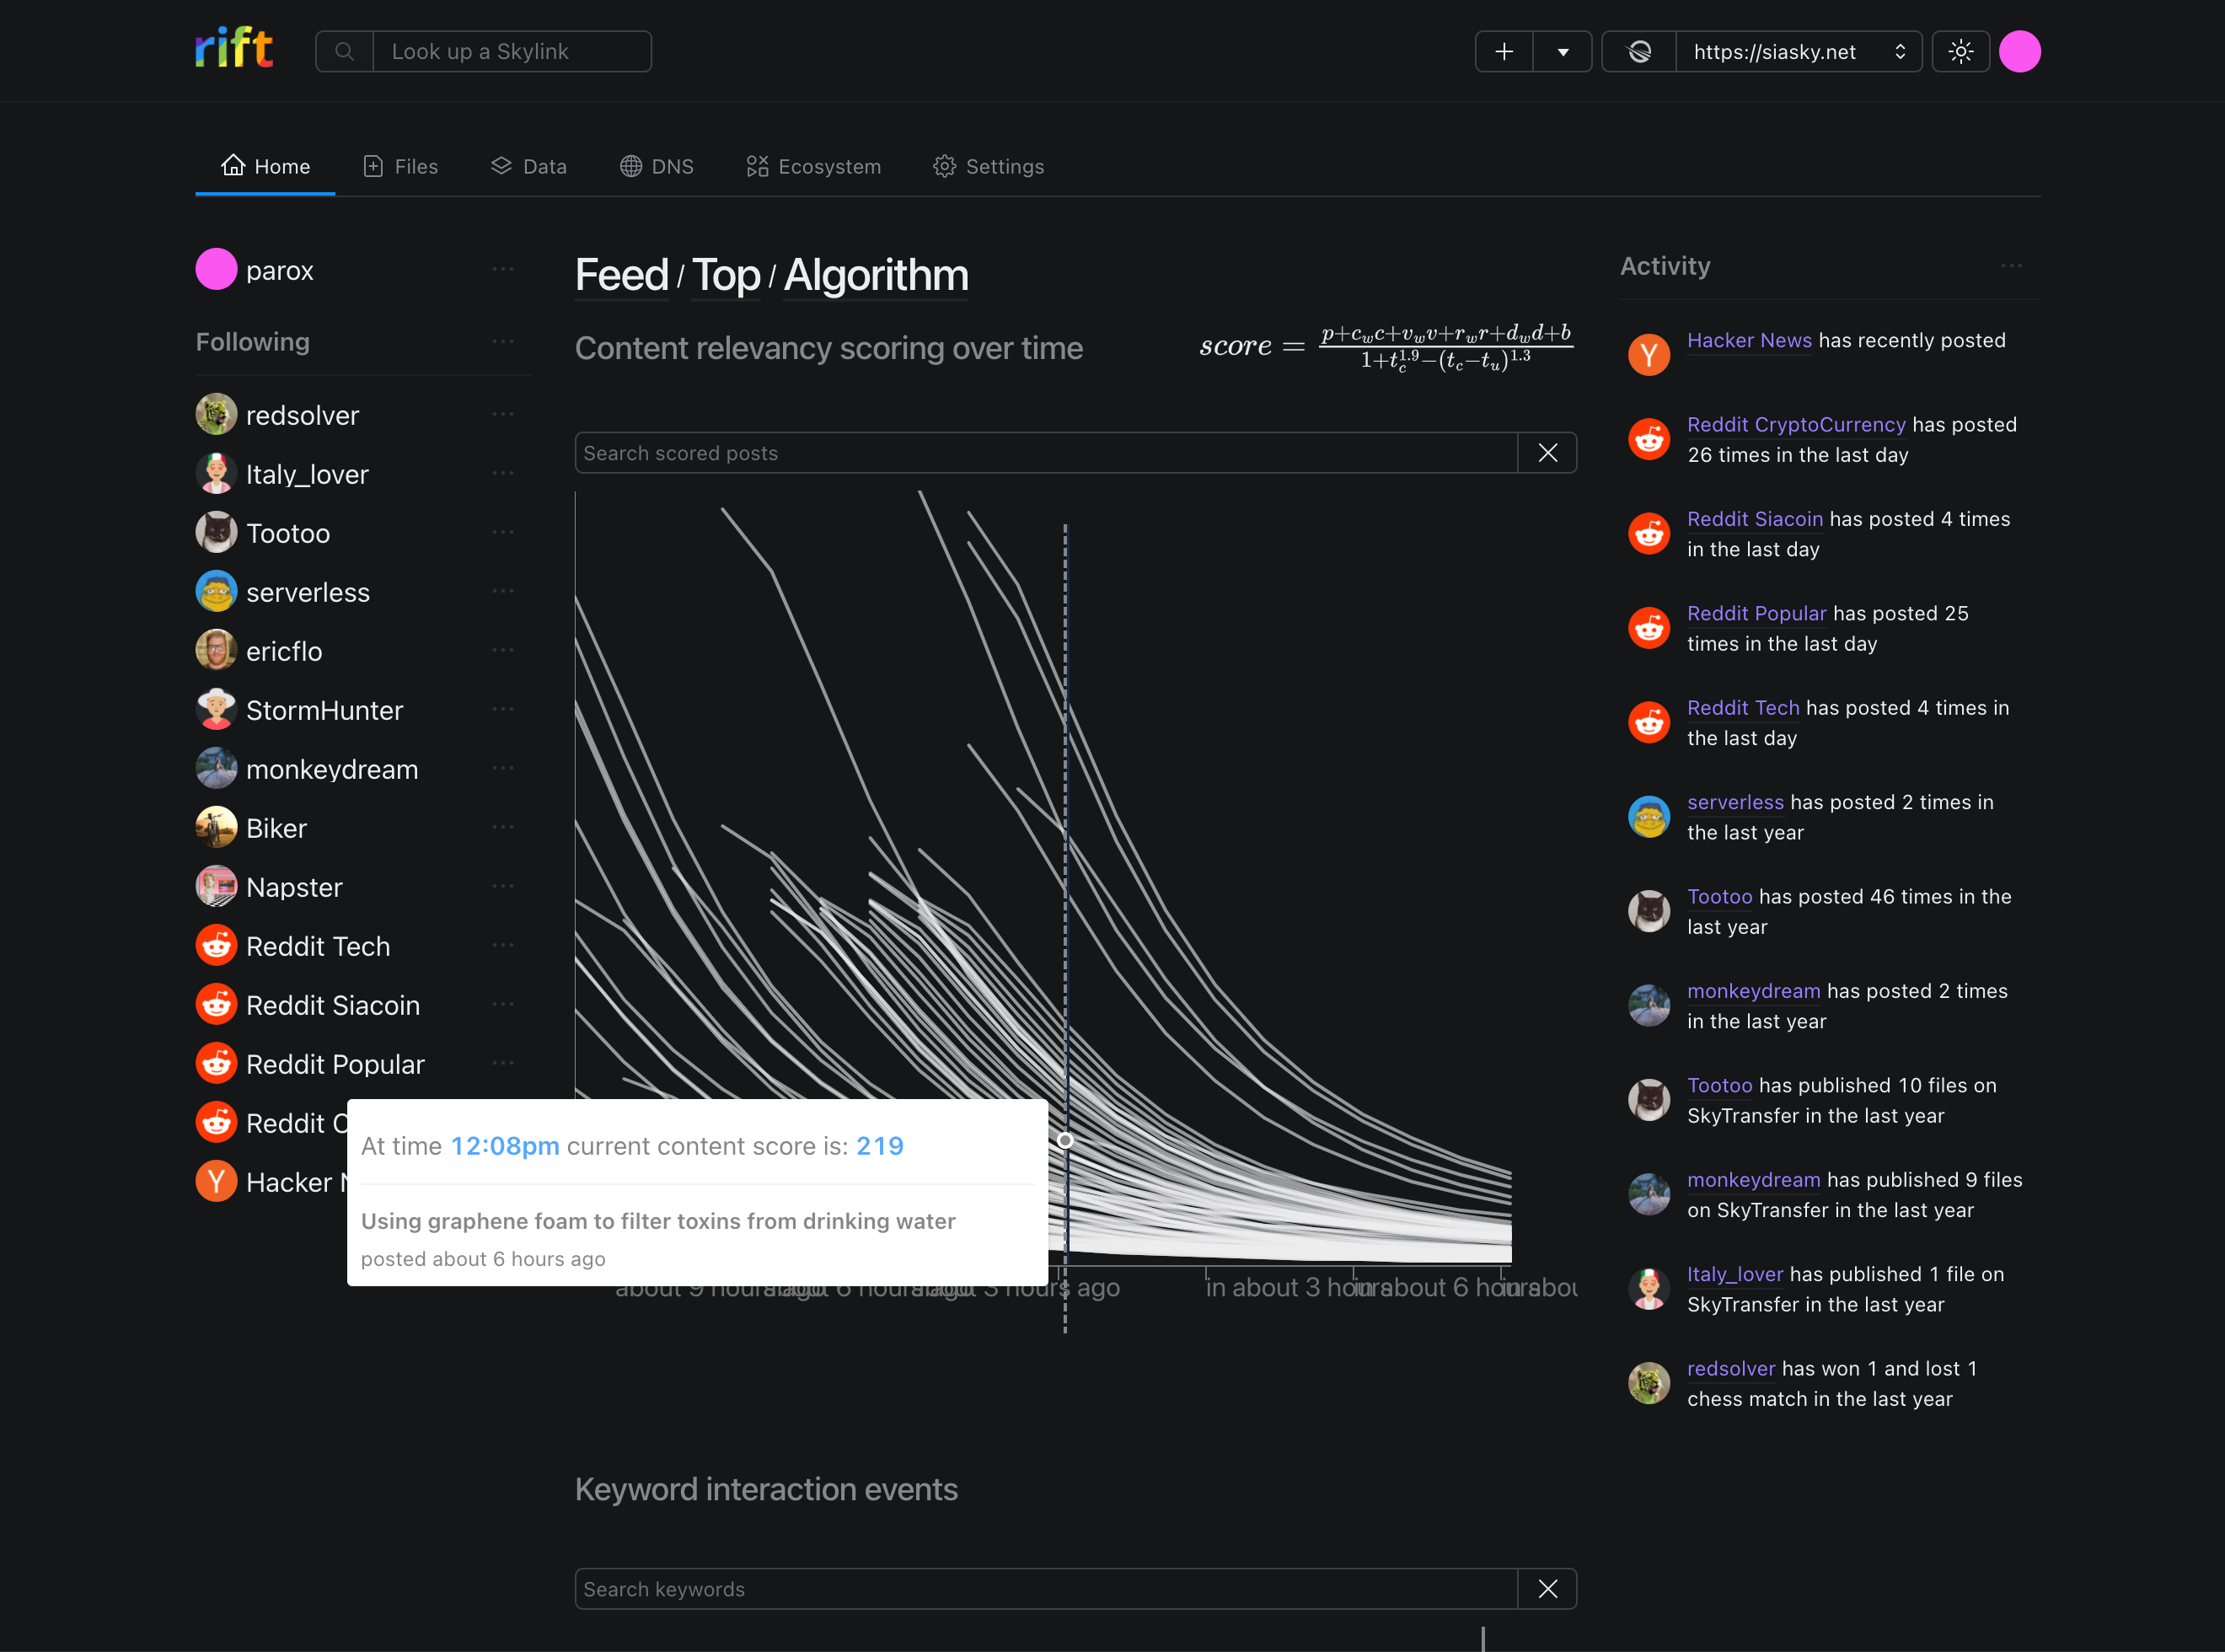 rift
Look up a Skylink
https://siasky.net
Home
Files
Data
DNS
Ecosystem
Settings
parox
Following
redsolver
Italy_lover
Tootoo
serverless
ericflo
StormHunter
monkeydream
Biker
Napster
Reddit Tech
Reddit Siacoin
Reddit Popular
Reddit C
Hacker N
Feed / Top / Algorithm
Content relevancy scoring over time
score = p+c_w c+v_w v+r_w r+d_w d+b / 1+t_c^1.9−(t_c−t_u)^1.3
Search scored posts
At time 12:08pm current content score is: 219
Using graphene foam to filter toxins from drinking water
posted about 6 hours ago
about 9 hours ago about 6 hours ago about 3 hours ago in about 3 hours in about 6 hours in abou
Keyword interaction events
Search keywords
Activity
Hacker News has recently posted
Reddit CryptoCurrency has posted
26 times in the last day
Reddit Siacoin has posted 4 times
in the last day
Reddit Popular has posted 25
times in the last day
Reddit Tech has posted 4 times in
the last day
serverless has posted 2 times in
the last year
Tootoo has posted 46 times in the
last year
monkeydream has posted 2 times
in the last year
Tootoo has published 10 files on
SkyTransfer in the last year
monkeydream has published 9 files
on SkyTransfer in the last year
Italy_lover has published 1 file on
SkyTransfer in the last year
redsolver has won 1 and lost 1
chess match in the last year